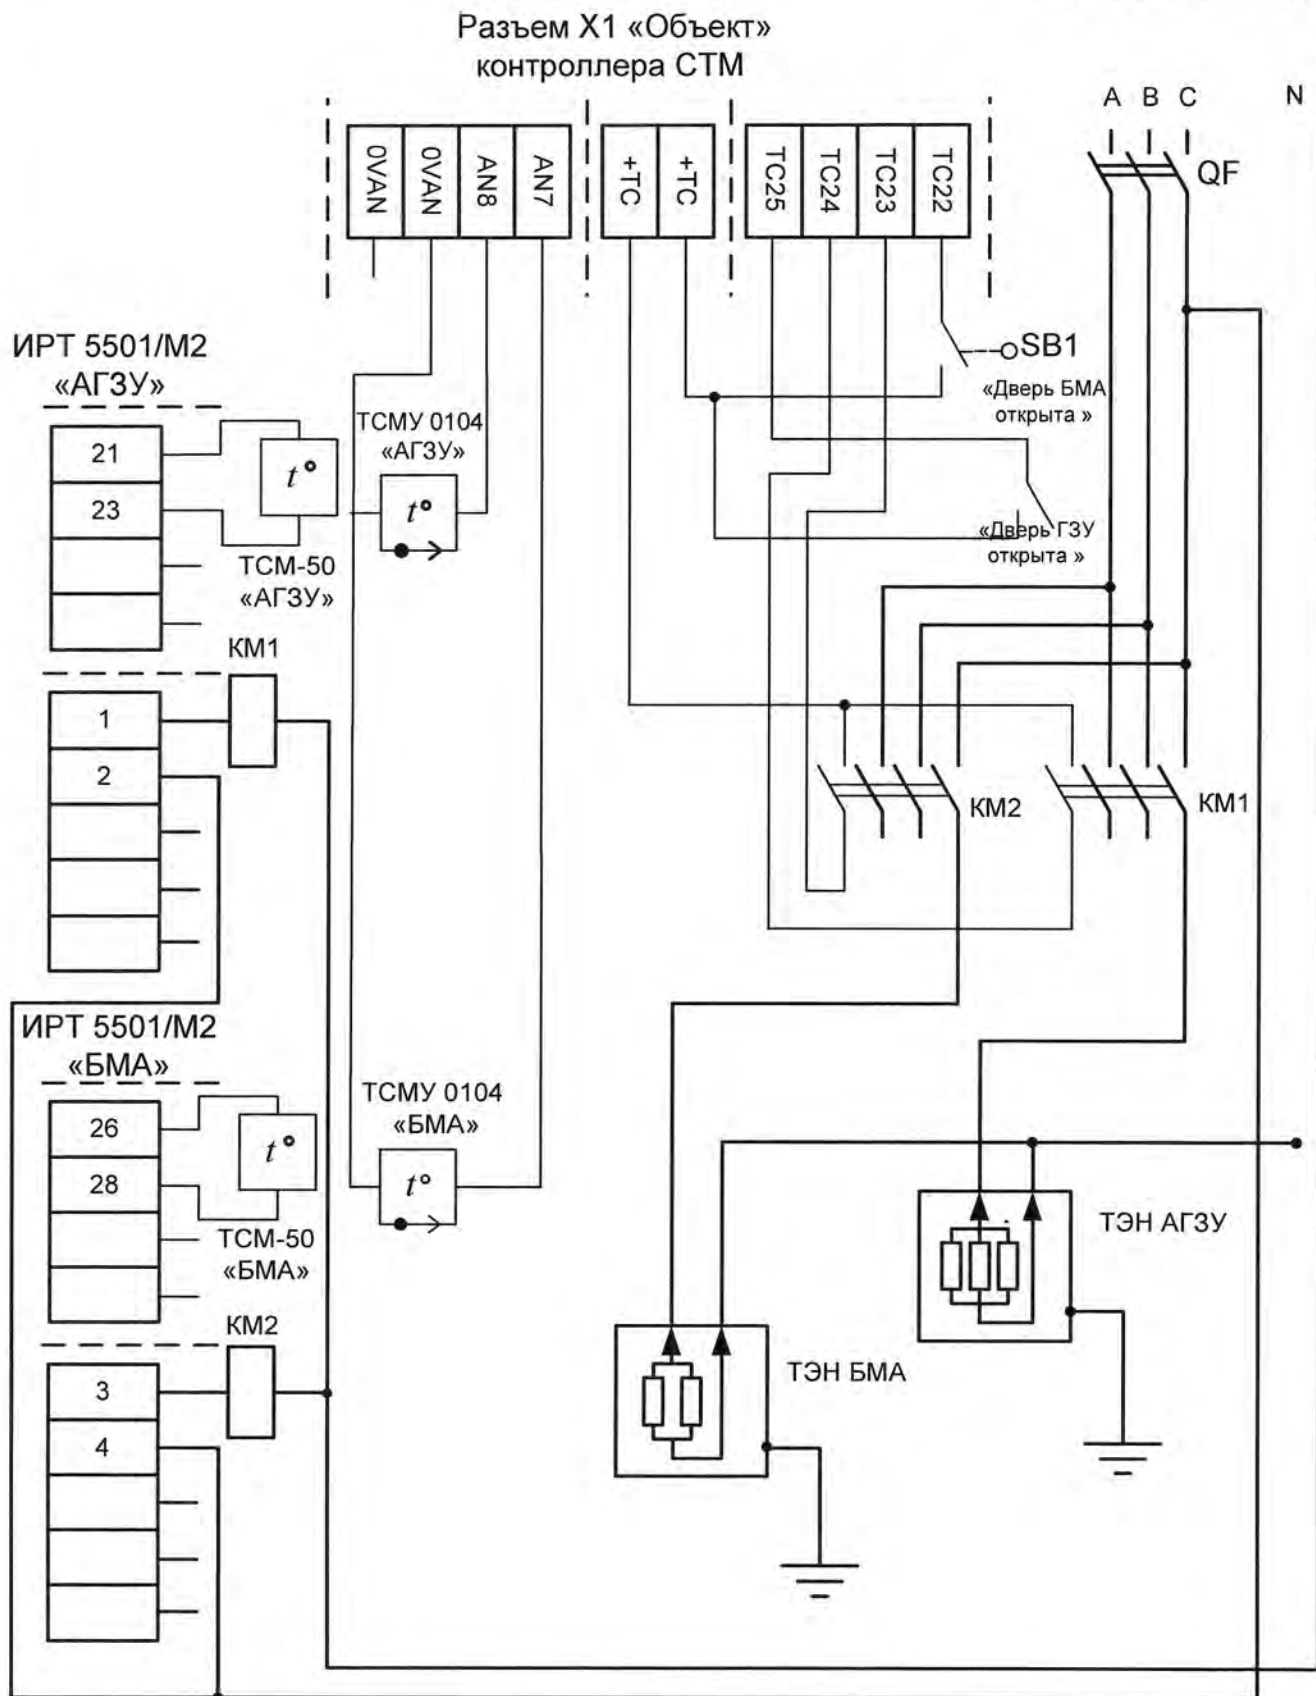 Разъем X1 «Объект»
контроллера СТМ
A B C N
0VAN
0VAN
AN8
AN7
+TC
+TC
TC25
TC24
TC23
TC22
QF
SB1
«Дверь БМА
открыта »
ИРТ 5501/М2
«АГЗУ»
21
23
t°
ТСМ-50
«АГЗУ»
ТСМУ 0104
«АГЗУ»
t°
«Дверь ГЗУ
открыта »
КМ1
1
2
КМ2
КМ1
ИРТ 5501/М2
«БМА»
26
28
t°
ТСМ-50
«БМА»
ТСМУ 0104
«БМА»
t°
ТЭН АГЗУ
КМ2
3
4
ТЭН БМА